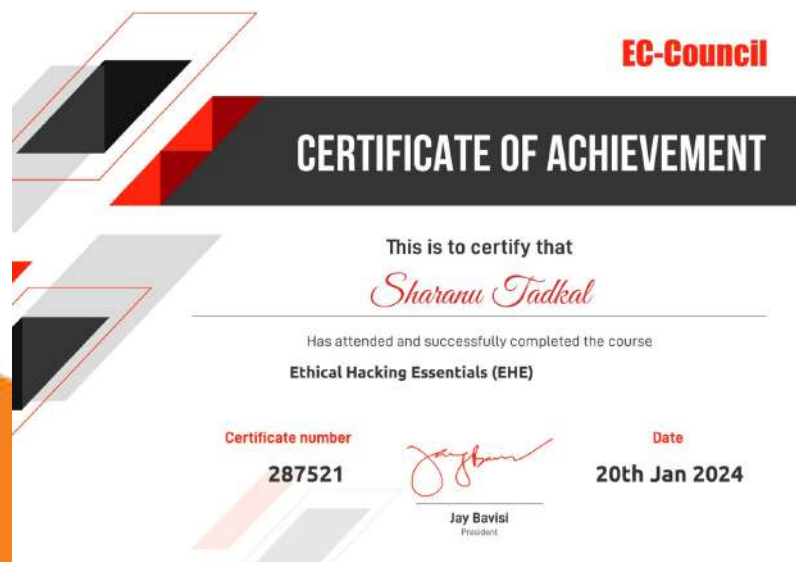 EC-Council
CERTIFICATE OF ACHIEVEMENT
This is to certify that
Sharanu Tadkal
Has attended and successfully completed the course
Ethical Hacking Essentials (EHE)
Certificate number
287521
Date
20th Jan 2024
Jay Bavisi
President